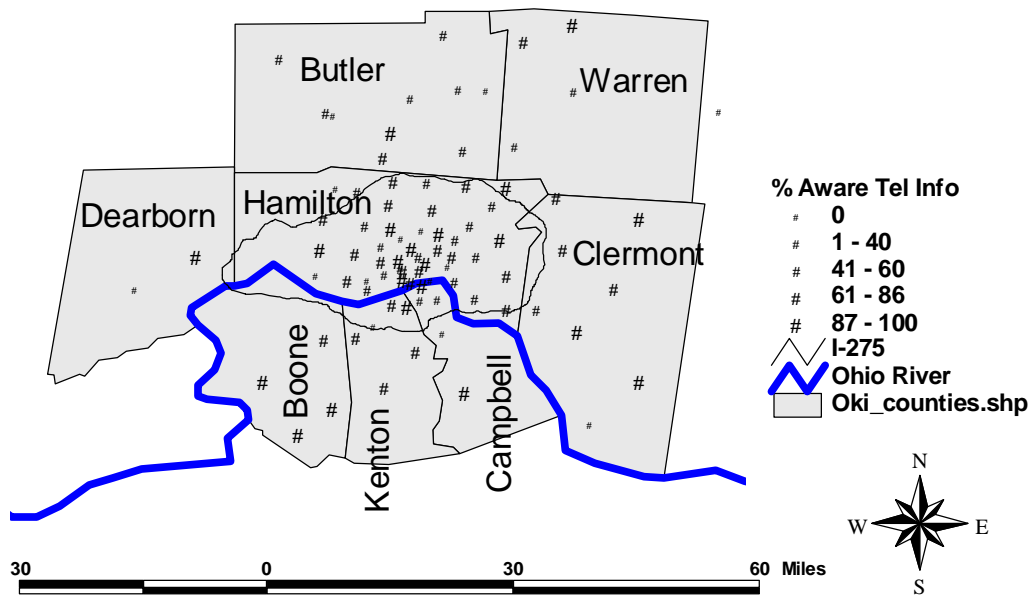 Butler
Warren
Dearborn
Hamilton
Clermont
Boone
Kenton
Campbell
% Aware Tel Info
# 0
# 1 - 40
# 41 - 60
# 61 - 86
# 87 - 100
I-275
Ohio River
Oki_counties.shp
N
W E
S
30 0 30 60 Miles